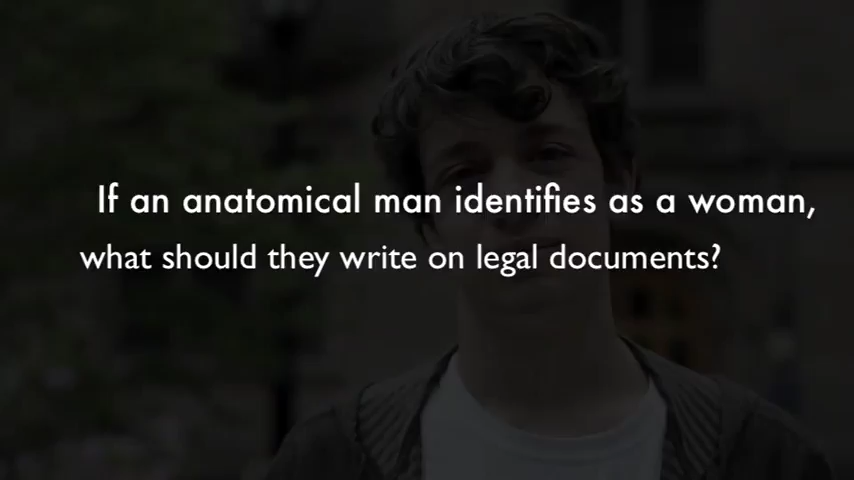 If an anatomical man identifies as a woman,
what should they write on legal documents?